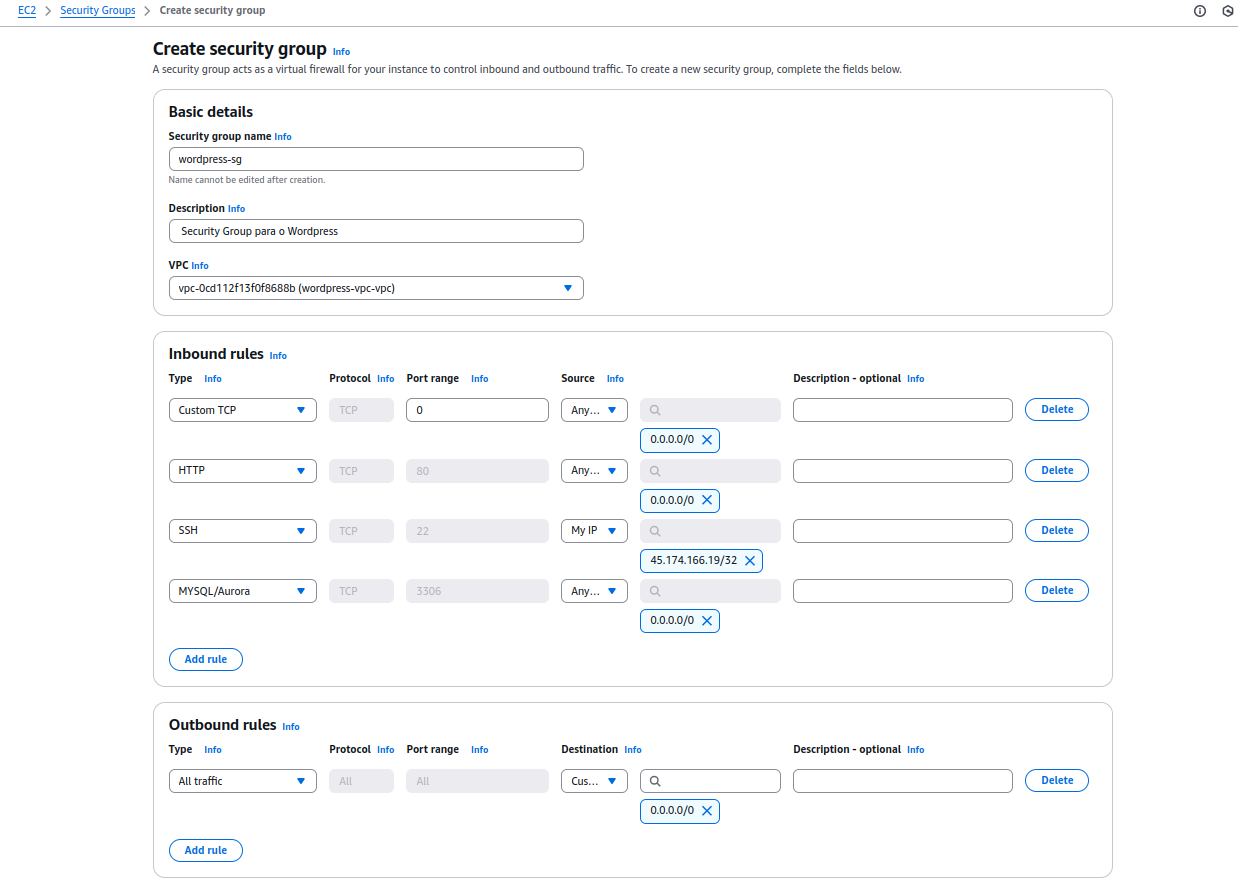 EC2 > Security Groups > Create security group
Create security group Info
A security group acts as a virtual firewall for your instance to control inbound and outbound traffic. To create a new security group, complete the fields below.
Basic details
Security group name Info
wordpress-sg
Name cannot be edited after creation.
Description Info
Security Group para o Wordpress
VPC Info
vpc-0cd112f13f0f8688b (wordpress-vpc-vpc)
Inbound rules Info
Type Info Protocol Info Port range Info Source Info Description - optional Info
Custom TCP TCP 0 Any... Delete
0.0.0.0/0
HTTP TCP 80 Any... Delete
0.0.0.0/0
SSH TCP 22 My IP Delete
45.174.166.19/32
MYSQL/Aurora TCP 3306 Any... Delete
0.0.0.0/0
Add rule
Outbound rules Info
Type Info Protocol Info Port range Info Destination Info Description - optional Info
All traffic All All Cus... Delete
0.0.0.0/0
Add rule